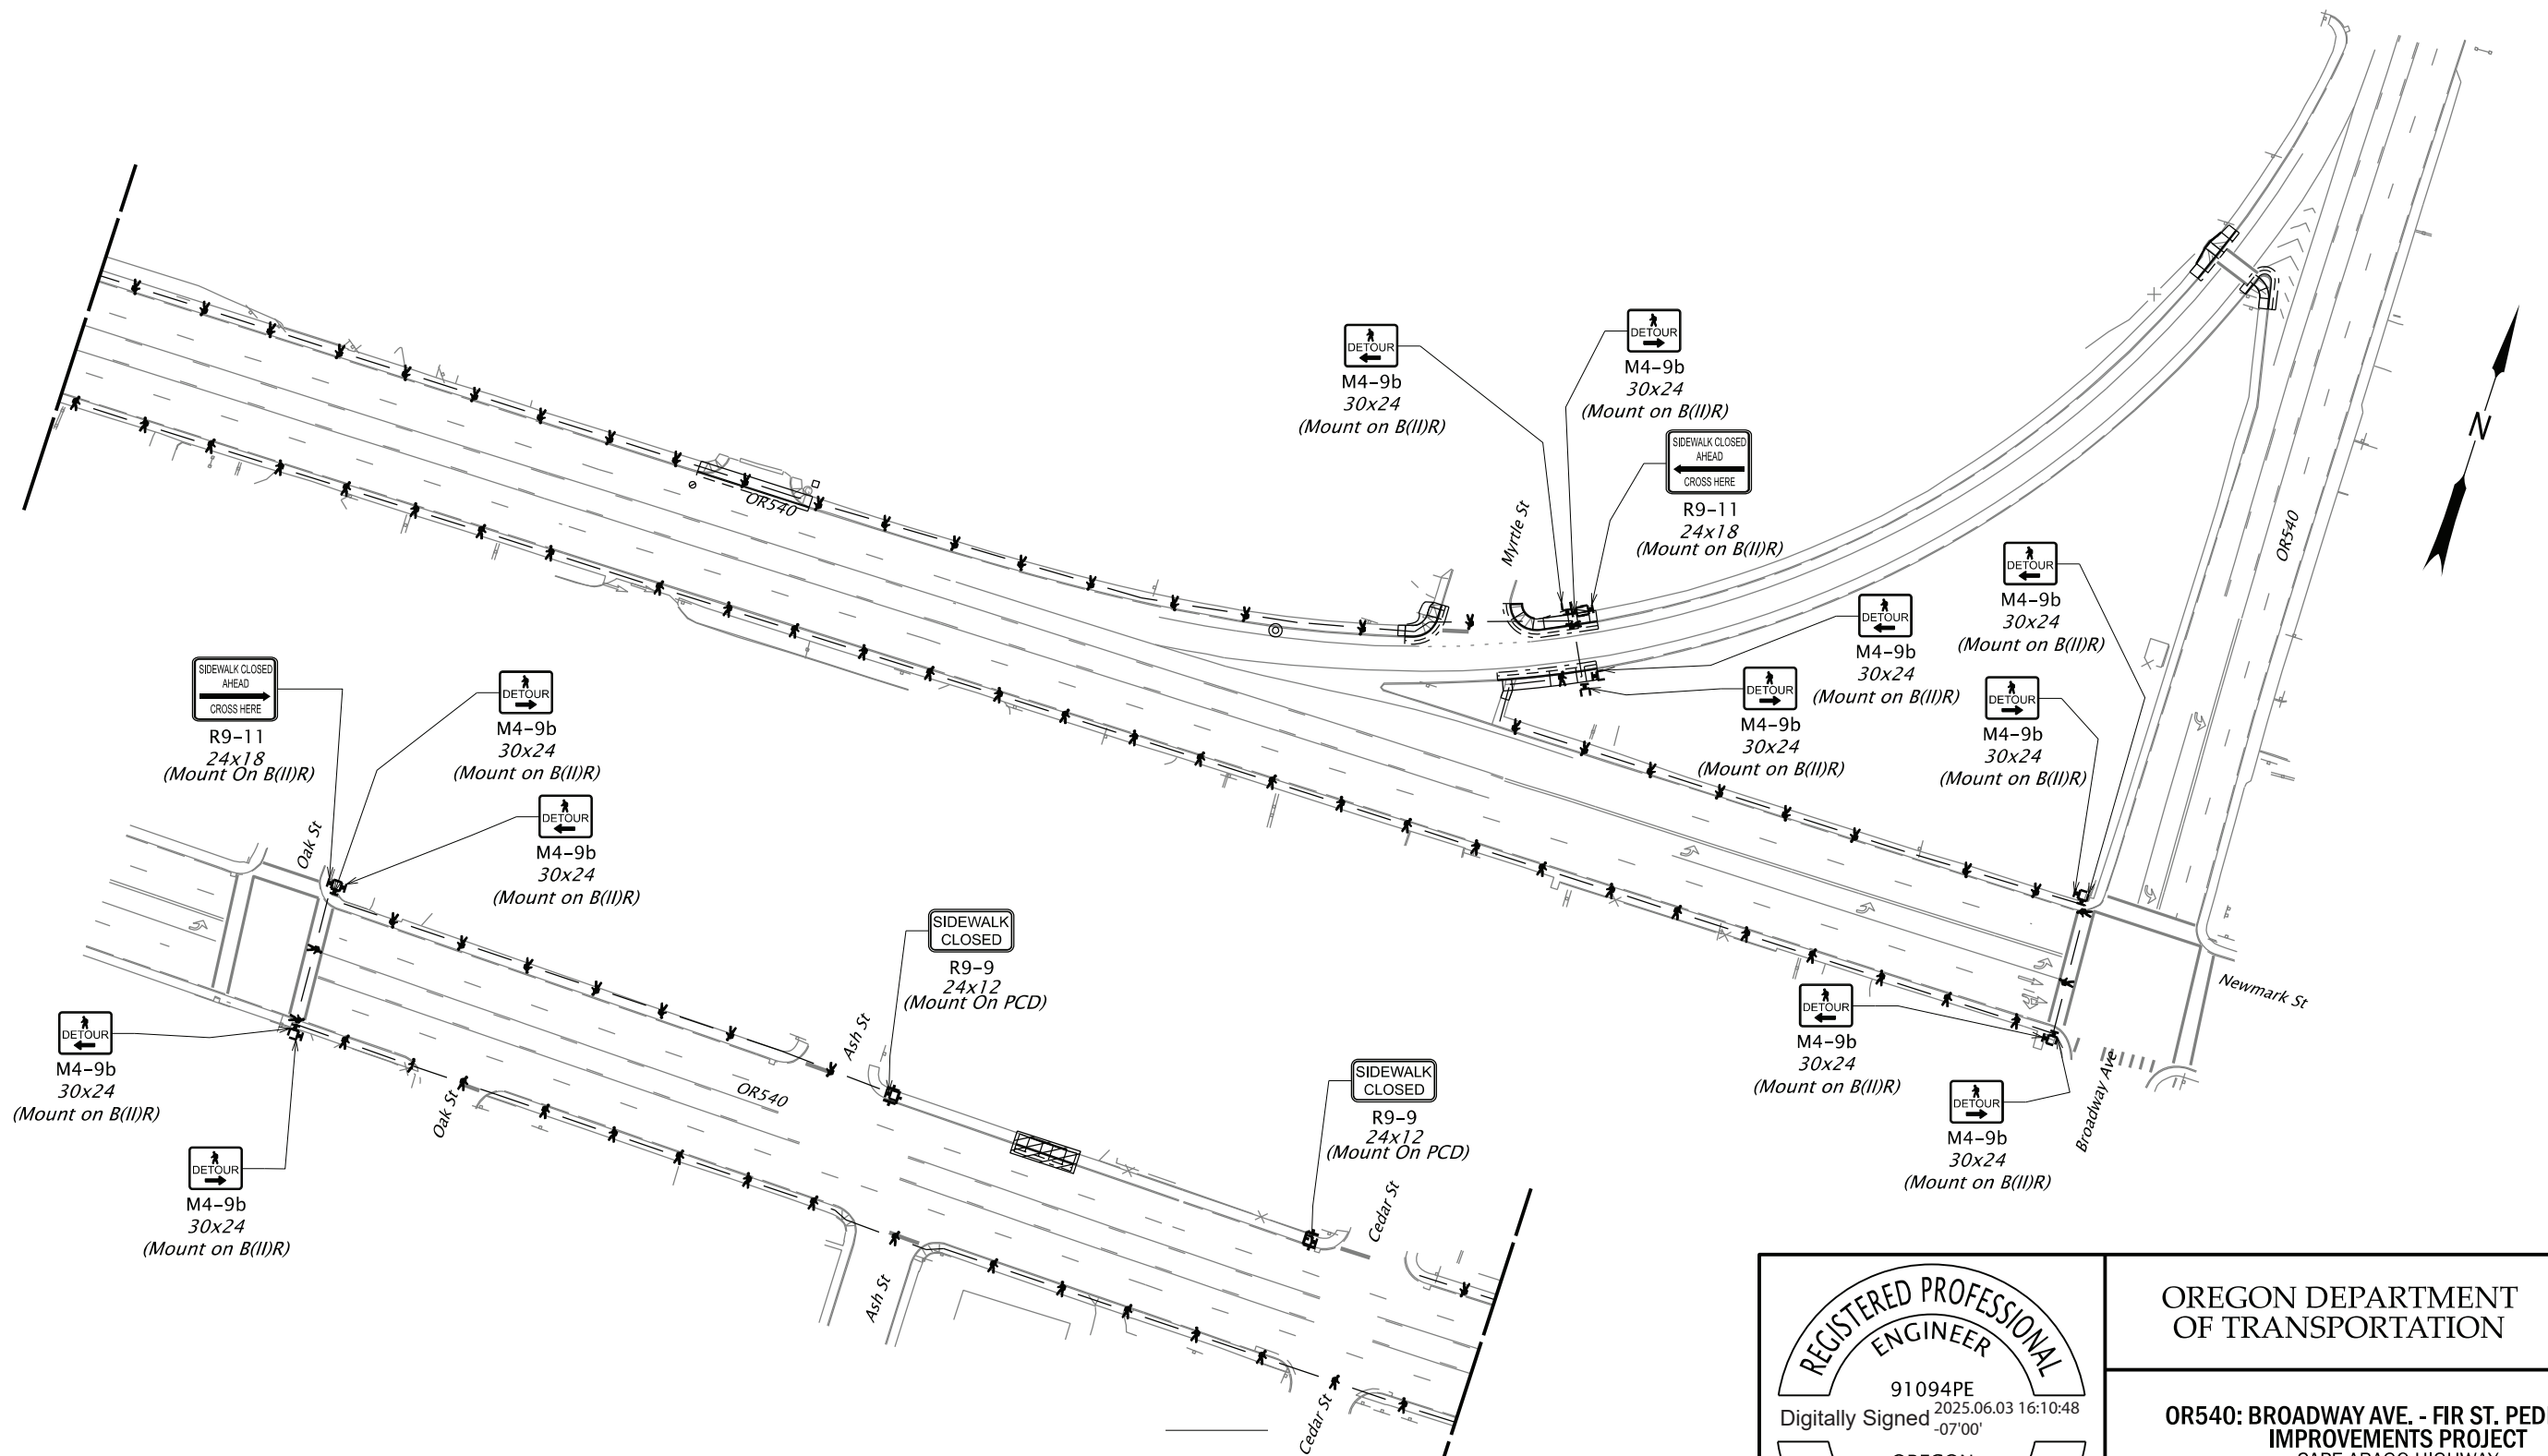 DETOUR
M4-9b
30x24
(Mount on B(II)R)
DETOUR
M4-9b
30x24
(Mount on B(II)R)
SIDEWALK CLOSED
AHEAD
CROSS HERE
R9-11
24x18
(Mount on B(II)R)
Myrtle St
OR540
OR540
N
DETOUR
M4-9b
30x24
(Mount on B(II)R)
DETOUR
M4-9b
30x24
(Mount on B(II)R)
DETOUR
M4-9b
30x24
(Mount on B(II)R)
DETOUR
M4-9b
30x24
(Mount on B(II)R)
SIDEWALK CLOSED
AHEAD
CROSS HERE
R9-11
24x18
(Mount On B(II)R)
DETOUR
M4-9b
30x24
(Mount on B(II)R)
DETOUR
M4-9b
30x24
(Mount on B(II)R)
Oak St
SIDEWALK
CLOSED
R9-9
24x12
(Mount On PCD)
DETOUR
M4-9b
30x24
(Mount on B(II)R)
DETOUR
M4-9b
30x24
(Mount on B(II)R)
Oak St
OR540
Ash St
Ash St
SIDEWALK
CLOSED
R9-9
24x12
(Mount On PCD)
Cedar St
Cedar St
DETOUR
M4-9b
30x24
(Mount on B(II)R)
DETOUR
M4-9b
30x24
(Mount on B(II)R)
Newmark St
Broadway Ave
REGISTERED PROFESSIONAL
ENGINEER
91094PE
Digitally Signed 2025.06.03 16:10:48
-07'00'
OREGON
OREGON DEPARTMENT
OF TRANSPORTATION
OR540: BROADWAY AVE. - FIR ST. PED
IMPROVEMENTS PROJECT
CAPE ARAGO HIGHWAY